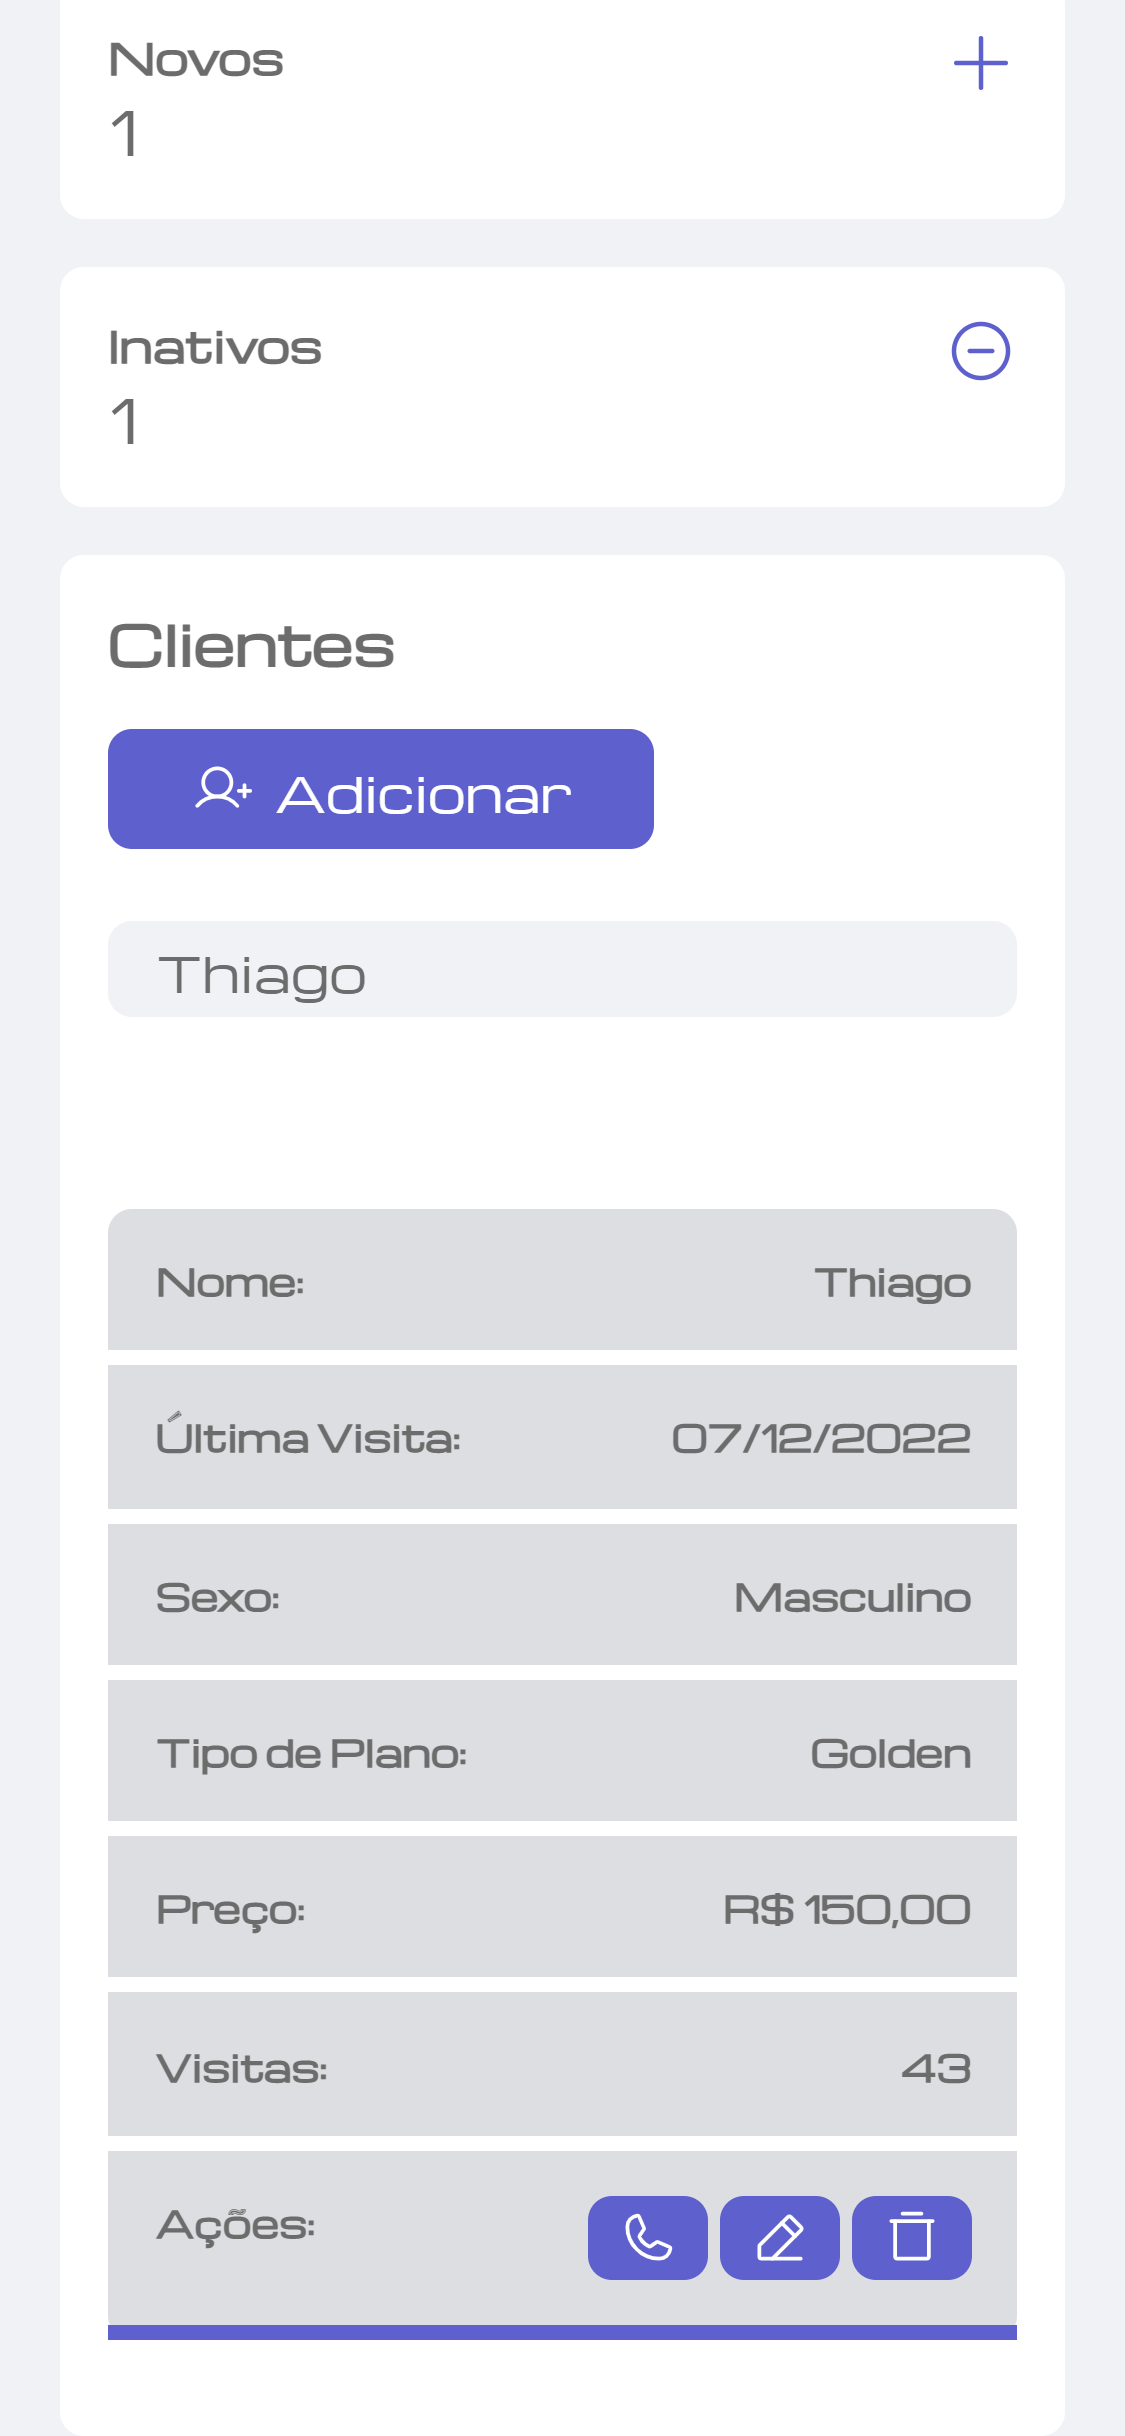 Novos
1
Inativos
1
Clientes
Adicionar
Thiago
Nome: Thiago
Última Visita: 07/12/2022
Sexo: Masculino
Tipo de Plano: Golden
Preço: R$ 150,00
Visitas: 43
Ações: